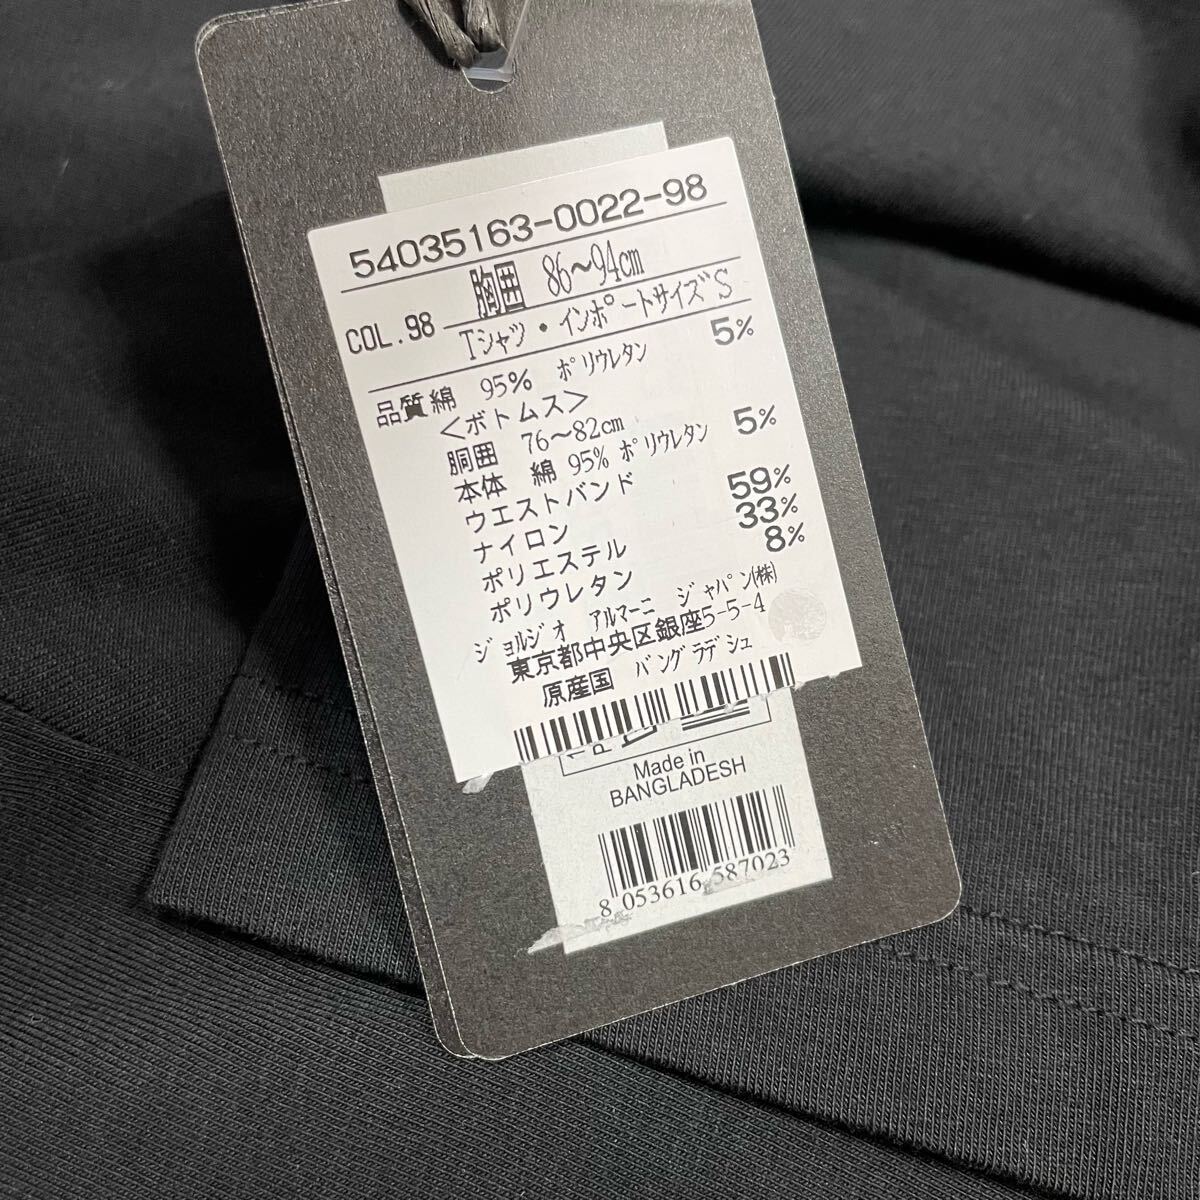 54035163-0022-98
胸囲 86～94cm
COL.98
Tシャツ・インポートサイズS
品質綿 95% ポリウレタン 5%
<ボトムス>
胴囲 76～82cm
本体 綿 95% ポリウレタン 5%
ウエストバンド
ナイロン 59%
ポリエステル 33%
ポリウレタン 8%
ジョルジオ アルマーニ ジャパン(株)
東京都中央区銀座5-5-4
原産国 バングラデシュ
Made in
BANGLADESH
8 053616 587023